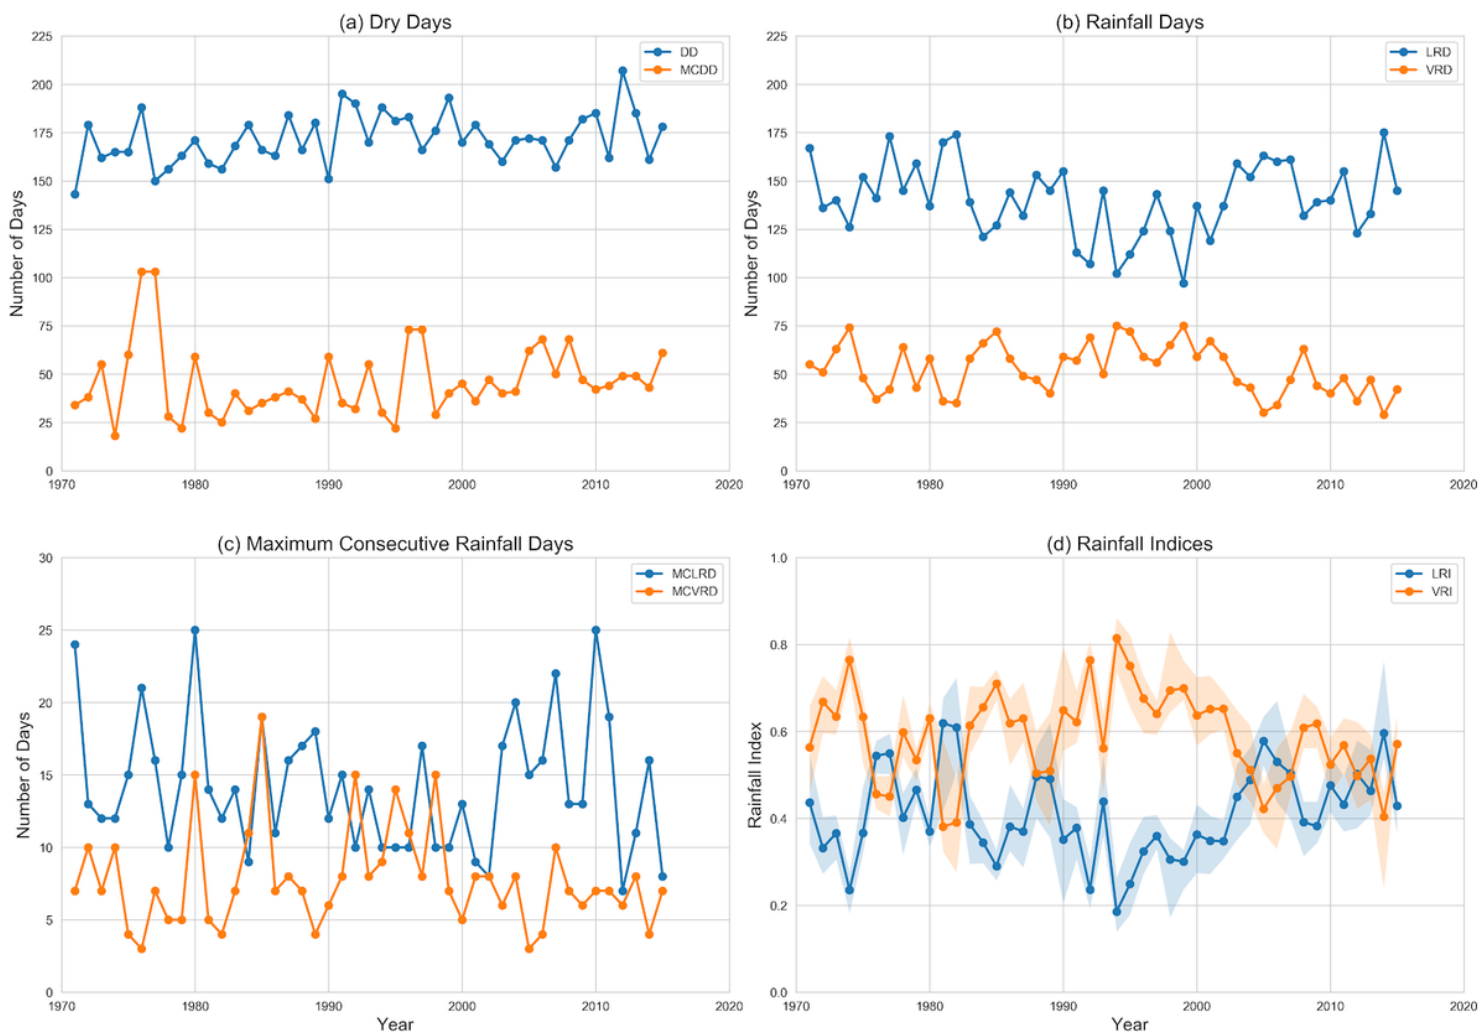 (a) Dry Days
(b) Rainfall Days
225
200
175
150
125
100
75
50
25
0
Number of Days
DD
MCDD
1970 1980 1990 2000 2010 2020
225
200
175
150
125
100
75
50
25
0
Number of Days
LRD
VRD
1970 1980 1990 2000 2010 2020
(c) Maximum Consecutive Rainfall Days
(d) Rainfall Indices
30
25
20
15
10
5
0
Number of Days
MCLRD
MCVRD
1970 1980 1990 2000 2010 2020
Year
1.0
0.8
0.6
0.4
0.2
0.0
Rainfall Index
LRI
VRI
1970 1980 1990 2000 2010 2020
Year